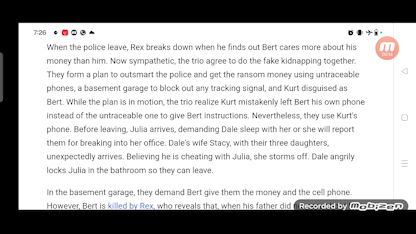 7:26
When the police leave, Rex breaks down when he finds out Bert cares more about his
money than him. Now sympathetic, the trio agree to do the fake kidnapping together.
They form a plan to outsmart the police and get the ransom money using untraceable
phones, a basement garage to block out any tracking signal, and Kurt disguised as
Bert. While the plan is in motion, the trio realize Kurt mistakenly left Bert his own phone
instead of the untraceable one to give Bert instructions. Nevertheless, they use Kurt's
phone. Before leaving, Julia arrives, demanding Dale sleep with her or she will report
them for breaking into her office. Dale's wife Stacy, with their three daughters,
unexpectedly arrives. Believing he is cheating with Julia, she storms off. Dale angrily
locks Julia in the bathroom so they can leave.
In the basement garage, they demand Bert give them the money and the cell phone.
However, Bert is killed by Rex, who reveals that, when his father did
Recorded by
mobizen